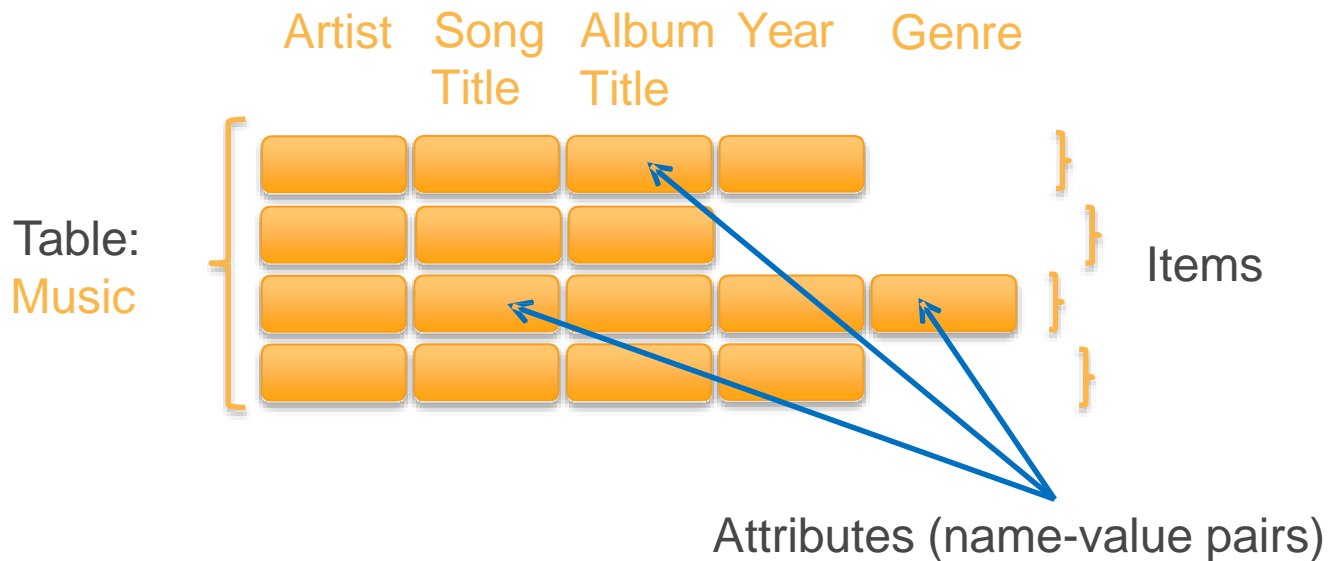 Artist Song Album Year Genre
Title Title
Table:
Music
Items
Attributes (name-value pairs)